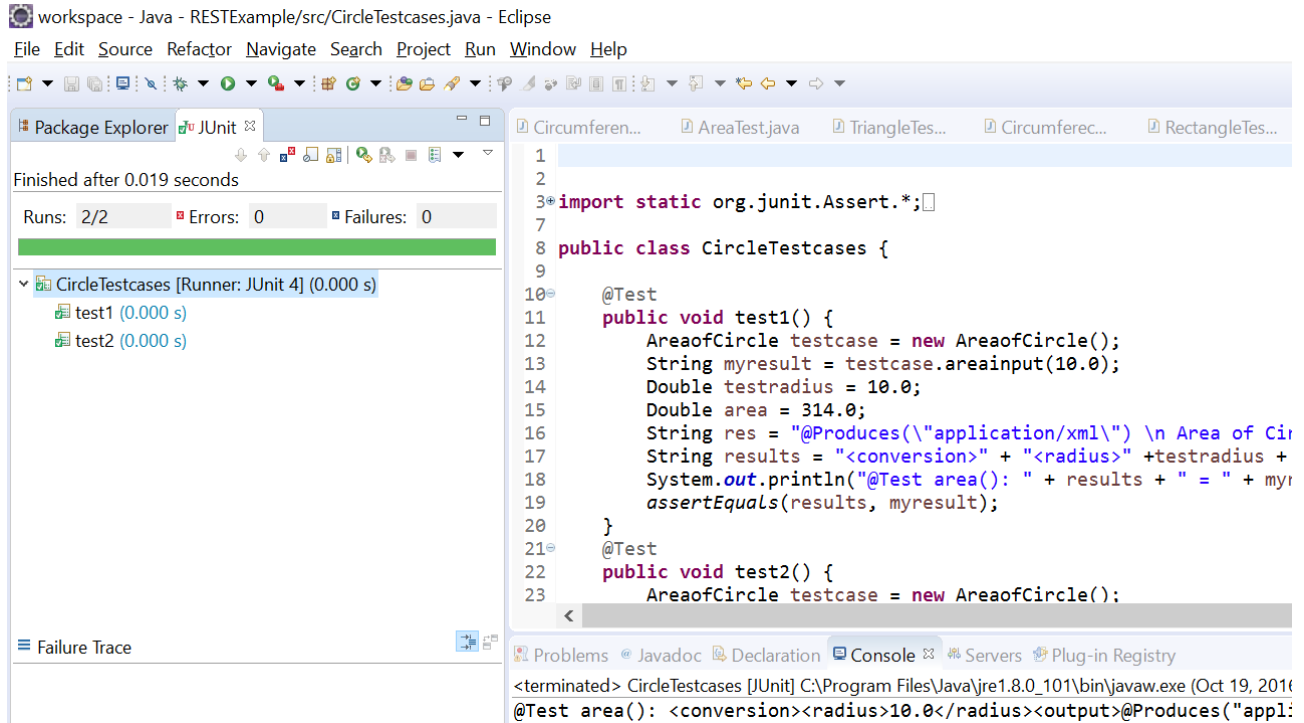 workspace - Java - RESTExample/src/CircleTestcases.java - Eclipse
File Edit Source Refactor Navigate Search Project Run Window Help
Package Explorer JUnit
Finished after 0.019 seconds
Runs: 2/2 Errors: 0 Failures: 0
CircleTestcases [Runner: JUnit 4] (0.000 s)
test1 (0.000 s)
test2 (0.000 s)
Failure Trace
Circumferen... AreaTest.java TriangleTes... Circumferec... RectangleTes...
1
2
3 import static org.junit.Assert.*;
7
8 public class CircleTestcases {
9
10 @Test
11 public void test1() {
12 AreaofCircle testcase = new AreaofCircle();
13 String myresult = testcase.areainput(10.0);
14 Double testradius = 10.0;
15 Double area = 314.0;
16 String res = "@Produces(\"application/xml\") \n Area of Cir
17 String results = "<conversion>" + "<radius>" +testradius +
18 System.out.println("@Test area(): " + results + " = " + myr
19 assertEquals(results, myresult);
20 }
21 @Test
22 public void test2() {
23 AreaofCircle testcase = new AreaofCircle();
Problems Javadoc Declaration Console Servers Plug-in Registry
<terminated> CircleTestcases [JUnit] C:\Program Files\Java\jre1.8.0_101\bin\javaw.exe (Oct 19, 2016
@Test area(): <conversion><radius>10.0</radius><output>@Produces("appli